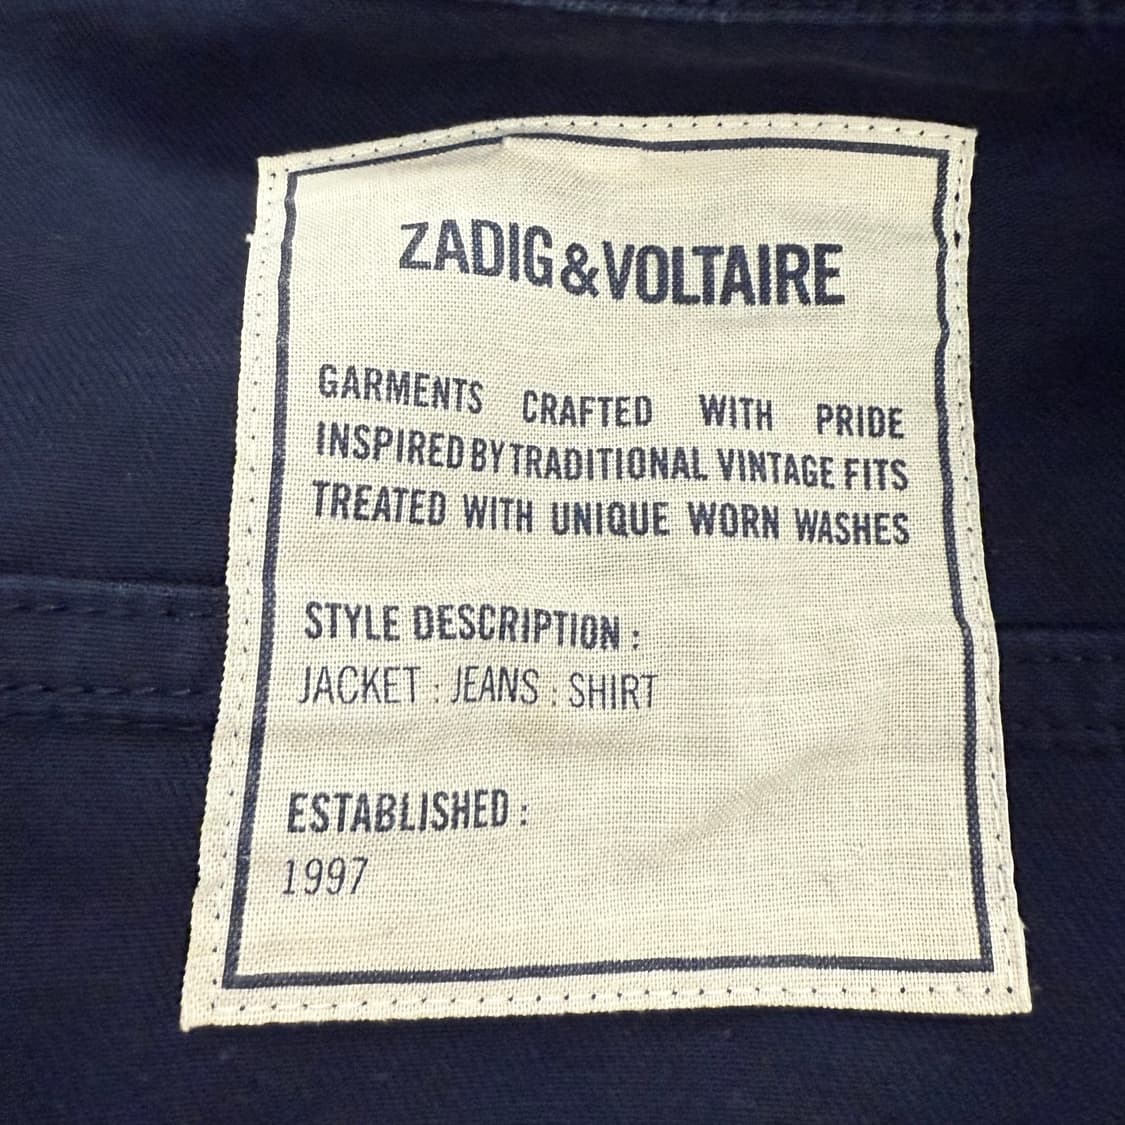 ZADIG&VOLTAIRE
GARMENTS CRAFTED WITH PRIDE
INSPIRED BY TRADITIONAL VINTAGE FITS
TREATED WITH UNIQUE WORN WASHES
STYLE DESCRIPTION :
JACKET : JEANS : SHIRT
ESTABLISHED :
1997